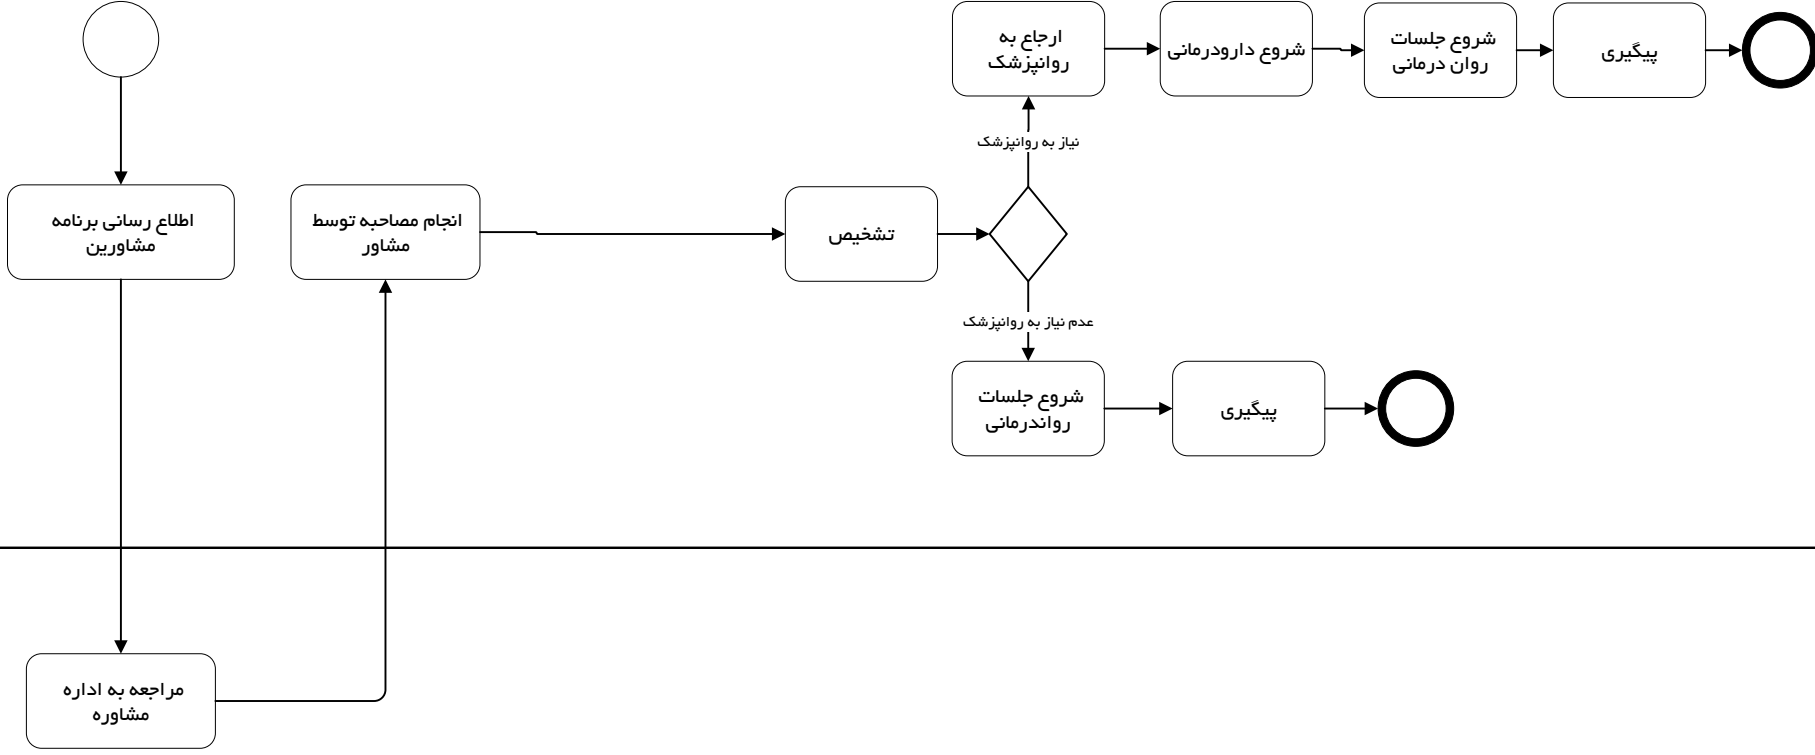 ارجاع به
روانپزشک
شروع دارودرمانی
شروع جلسات
روان درمانی
پیگیری
نیاز به روانپزشک
اطلاع رسانی برنامه
مشاورین
انجام مصاحبه توسط
مشاور
تشخیص
عدم نیاز به روانپزشک
شروع جلسات
رواندرمانی
پیگیری
مراجعه به اداره
مشاوره